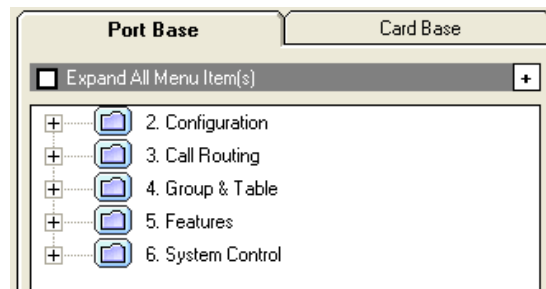 Port Base
Card Base
Expand All Menu Item(s)
2. Configuration
3. Call Routing
4. Group & Table
5. Features
6. System Control